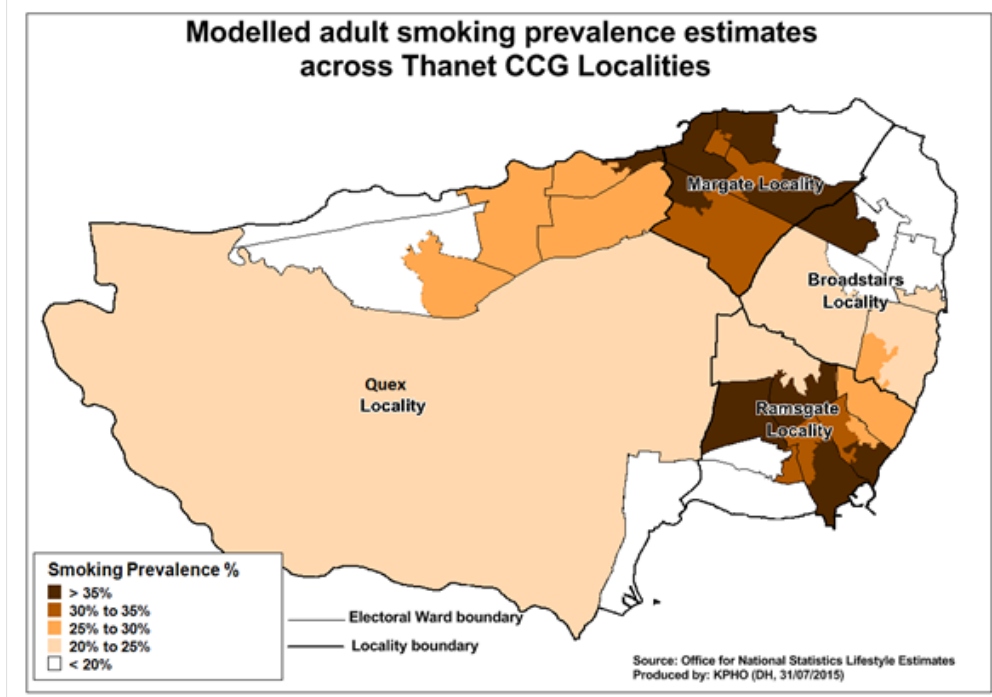 Modelled adult smoking prevalence estimates
across Thanet CCG Localities
Margate Locality
Broadstairs
Locality
Quex
Locality
Ramsgate
Locality
Smoking Prevalence %
> 35%
30% to 35%
25% to 30%
20% to 25%
< 20%
Electoral Ward boundary
Locality boundary
Source: Office for National Statistics Lifestyle Estimates
Produced by: KPHO (DH, 31/07/2015)